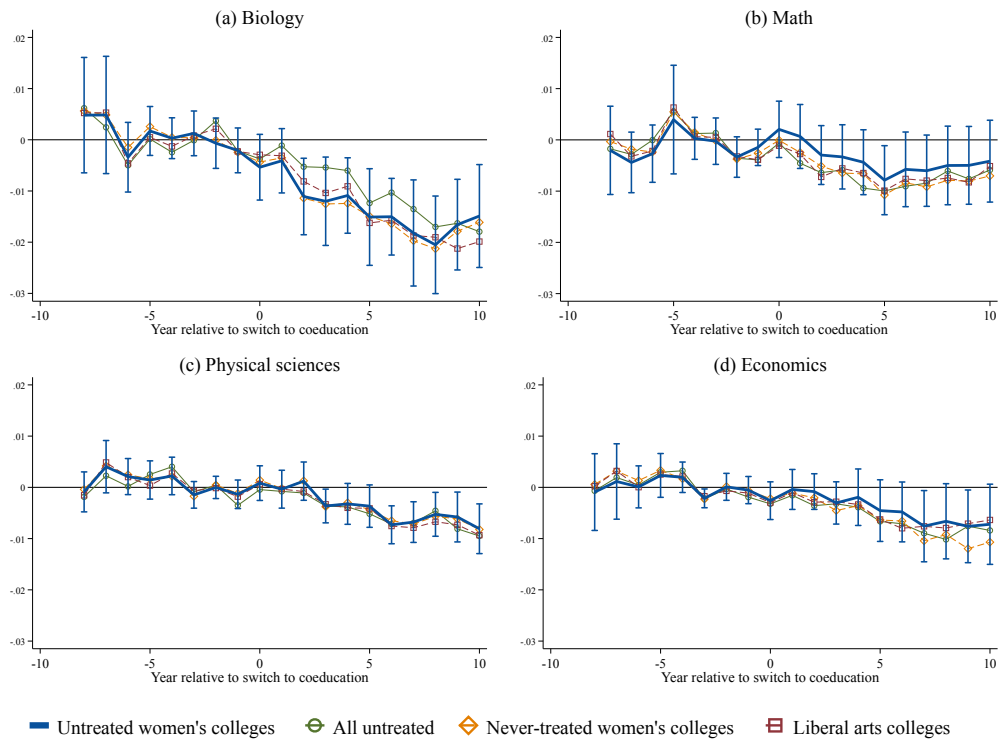 (a) Biology
(b) Math
.02
.01
0
-.01
-.02
-.03
-10 -5 0 5 10
Year relative to switch to coeducation
.02
.01
0
-.01
-.02
-.03
-10 -5 0 5 10
Year relative to switch to coeducation
(c) Physical sciences
(d) Economics
.02
.01
0
-.01
-.02
-.03
-10 -5 0 5 10
Year relative to switch to coeducation
.02
.01
0
-.01
-.02
-.03
-10 -5 0 5 10
Year relative to switch to coeducation
Untreated women's colleges All untreated Never-treated women's colleges Liberal arts colleges